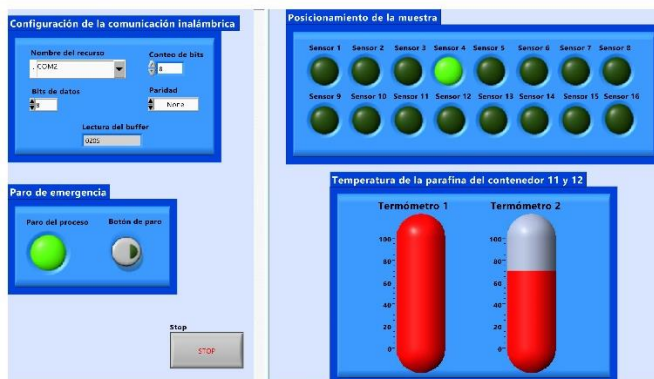 Configuración de la comunicación inalámbrica
Nombre del recurso
COM2
Conteo de bits
8
Bits de datos
Paridad
None
Lectura del buffer
0205
Paro de emergencia
Paro del proceso
Botón de paro
Stop
STOP
Posicionamiento de la muestra
Sensor 1 Sensor 2 Sensor 3 Sensor 4 Sensor 5 Sensor 6 Sensor 7 Sensor 8
Sensor 9 Sensor 10 Sensor 11 Sensor 12 Sensor 13 Sensor 14 Sensor 15 Sensor 16
Temperatura de la parafina del contenedor 11 y 12
Termómetro 1 Termómetro 2
100 100
80 80
60 60
40 40
20 20
0 0